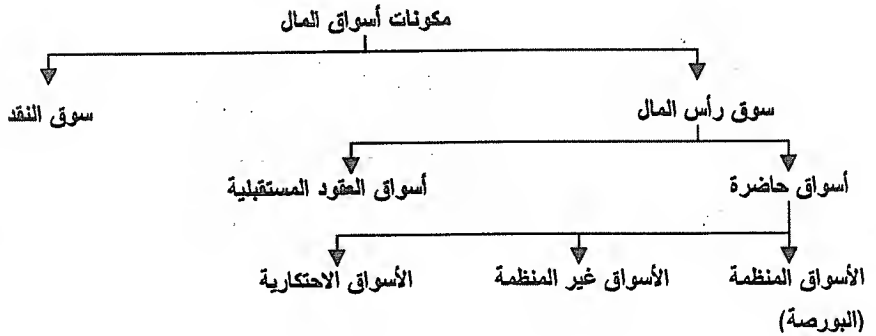 مكونات أسواق المال
سوق رأس المال
سوق النقد
أسواق حاضرة
أسواق العقود المستقبلية
الأسواق المنظمة
(البورصة)
الأسواق غير المنظمة
الأسواق الاحتكارية